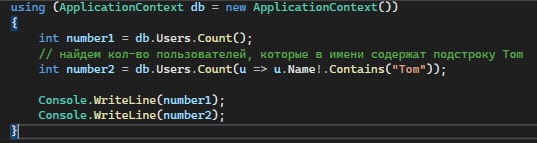 using (ApplicationContext db = new ApplicationContext())
{
    int number1 = db.Users.Count();
    // найдем кол-во пользователей, которые в имени содержат подстроку Tom
    int number2 = db.Users.Count(u => u.Name!.Contains("Tom"));

    Console.WriteLine(number1);
    Console.WriteLine(number2);
}